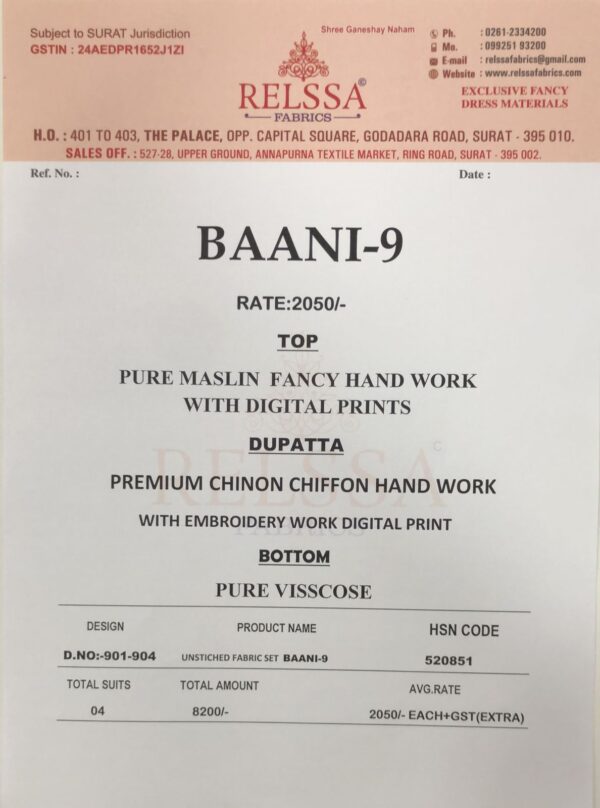 Shree Ganeshay Naham
Subject to SURAT Jurisdiction
GSTIN : 24AEDPR1652J1ZI
RELSSA
©
FABRICS
Ph. : 0261-2334200
Mo. : 099251 93200
E-mail : relssafabrics@gmail.com
Website : www.relssafabrics.com
EXCLUSIVE FANCY
DRESS MATERIALS
H.O. : 401 TO 403, THE PALACE, OPP. CAPITAL SQUARE, GODADARA ROAD, SURAT - 395 010.
SALES OFF. : 527-28, UPPER GROUND, ANNAPURNA TEXTILE MARKET, RING ROAD, SURAT - 395 002.
Ref. No. : Date :
BAANI-9
RATE:2050/-
TOP
PURE MASLIN FANCY HAND WORK
WITH DIGITAL PRINTS
DUPATTA
PREMIUM CHINON CHIFFON HAND WORK
RELSSA
©
WITH EMBROIDERY WORK DIGITAL PRINT
FABRICS
BOTTOM
PURE VISSCOSE
DESIGN PRODUCT NAME HSN CODE
D.NO:-901-904 UNSTICHED FABRIC SET BAANI-9 520851
TOTAL SUITS TOTAL AMOUNT AVG.RATE
04 8200/- 2050/- EACH+GST(EXTRA)